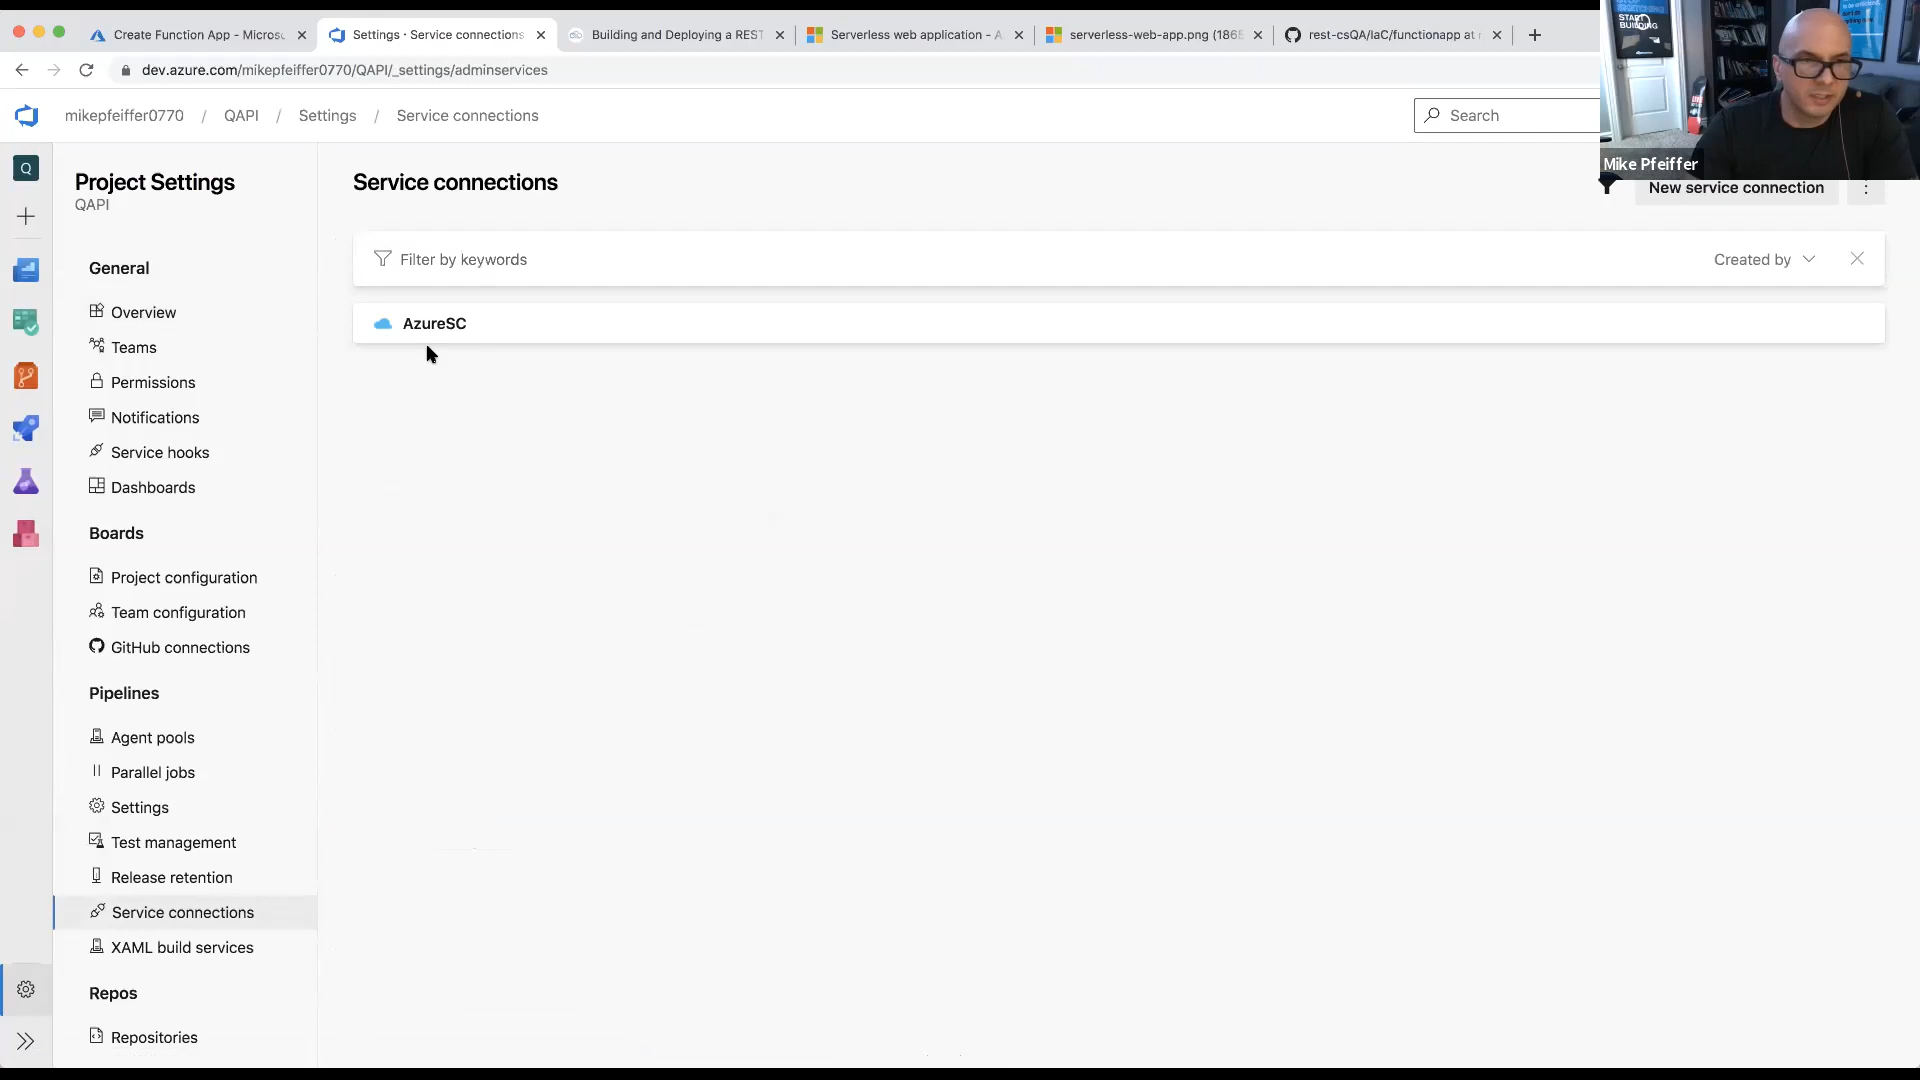 Create Function App - Microso
Settings · Service connections
Building and Deploying a REST
Serverless web application - A
serverless-web-app.png (1865
rest-csQA/IaC/functionapp at
dev.azure.com/mikepfeiffer0770/QAPI/_settings/adminservices
mikepfeiffer0770 / QAPI / Settings / Service connections
Search
START
BUILDING
Mike Pfeiffer
Q
Project Settings
QAPI
General
Overview
Teams
Permissions
Notifications
Service hooks
Dashboards
Boards
Project configuration
Team configuration
GitHub connections
Pipelines
Agent pools
Parallel jobs
Settings
Test management
Release retention
Service connections
XAML build services
Repos
Repositories
Service connections
New service connection
Filter by keywords
Created by
AzureSC